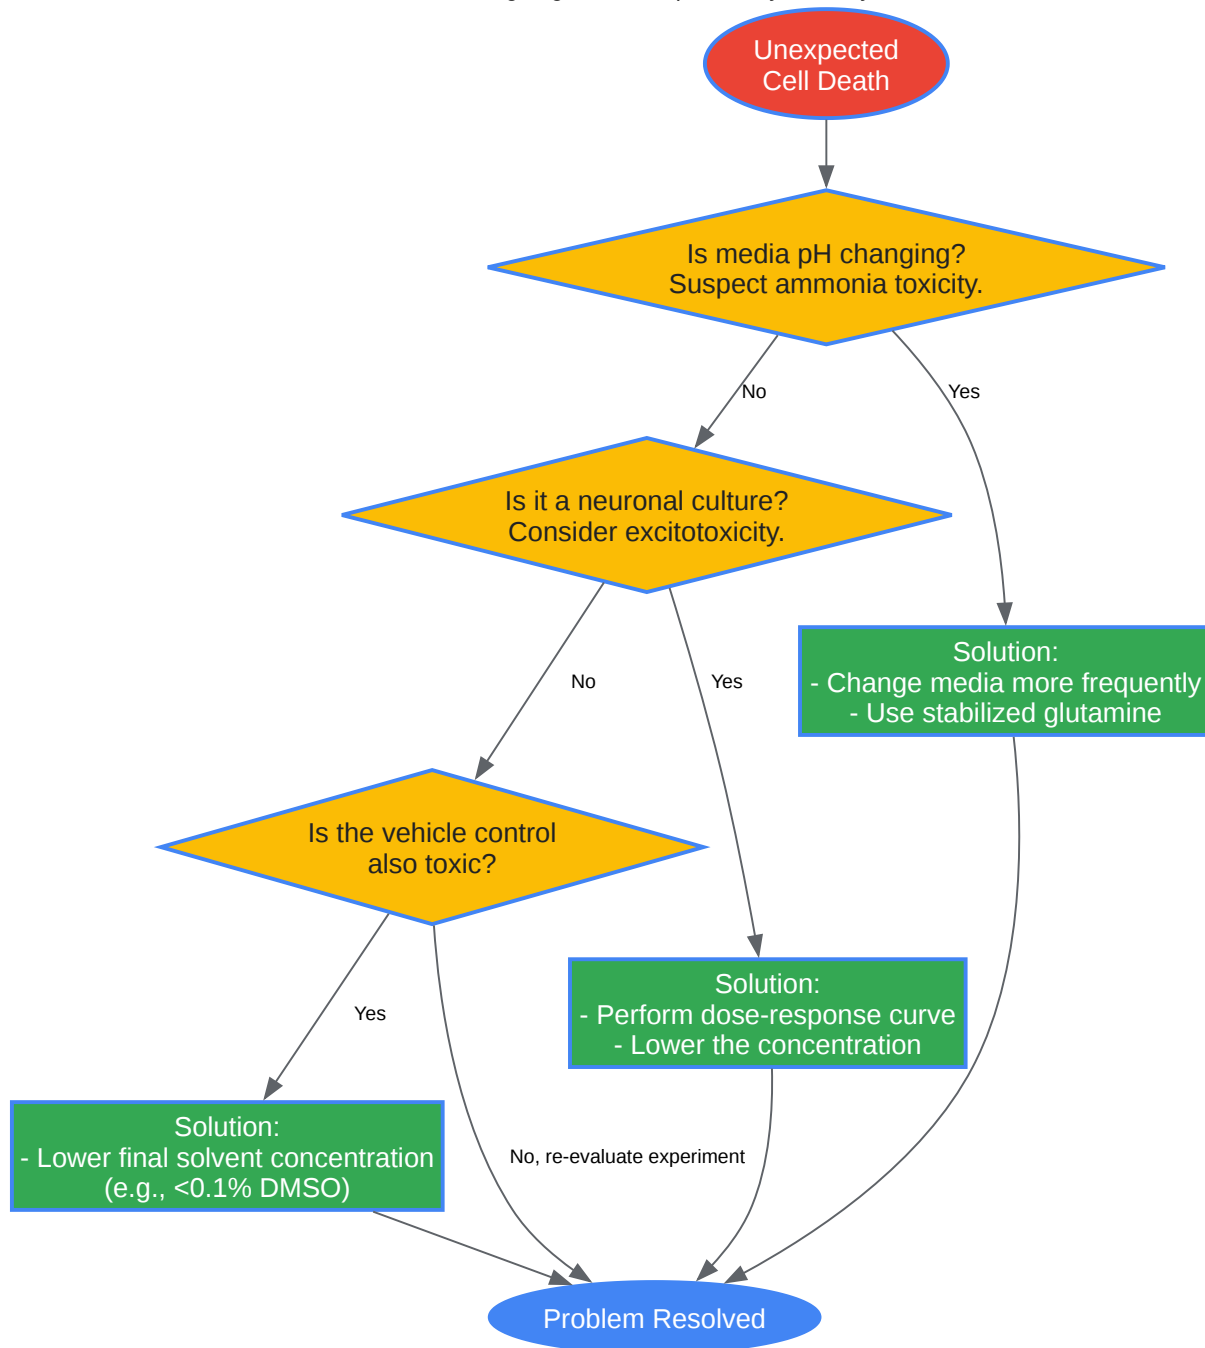 Unexpected
Cell Death
Is media pH changing?
Suspect ammonia toxicity.
No
Yes
Is it a neuronal culture?
Consider excitotoxicity.
No
Yes
Solution:
- Change media more frequently
- Use stabilized glutamine
Is the vehicle control
also toxic?
Yes
Solution:
- Perform dose-response curve
- Lower the concentration
No, re-evaluate experiment
Solution:
- Lower final solvent concentration
(e.g., <0.1% DMSO)
Problem Resolved